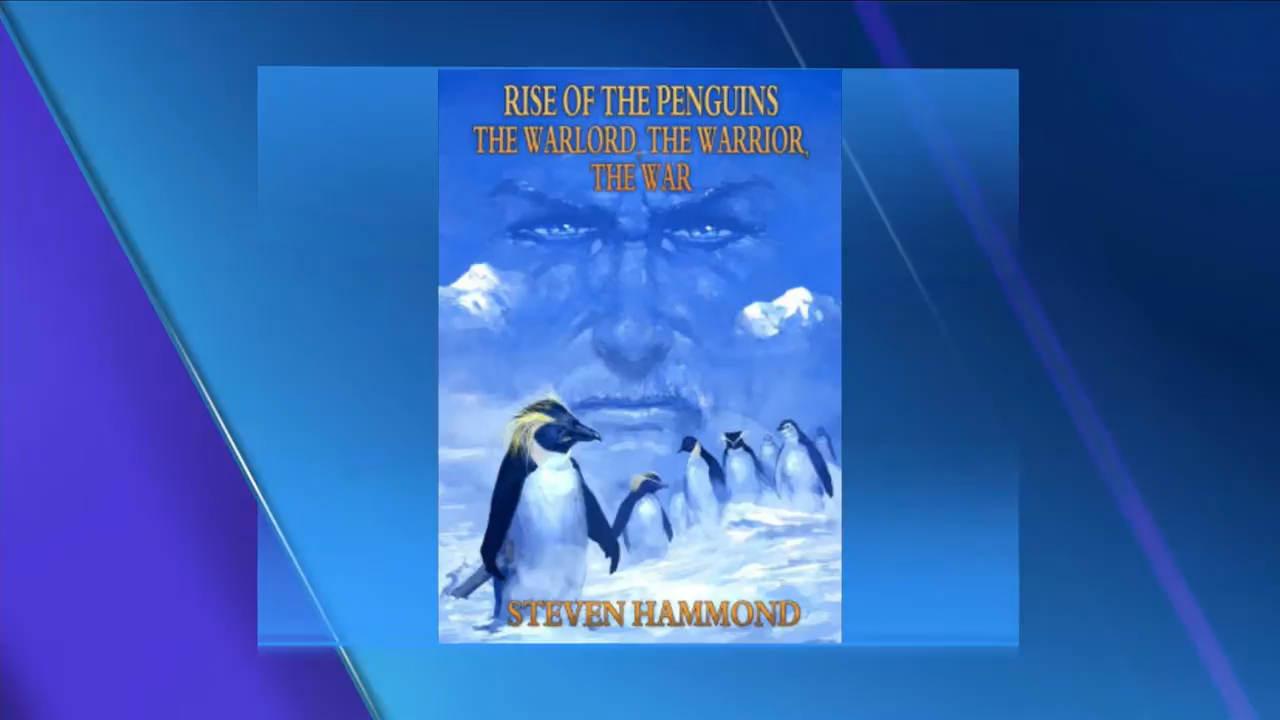 RISE OF THE PENGUINS
THE WARLORD, THE WARRIOR,
THE WAR
STEVEN HAMMOND